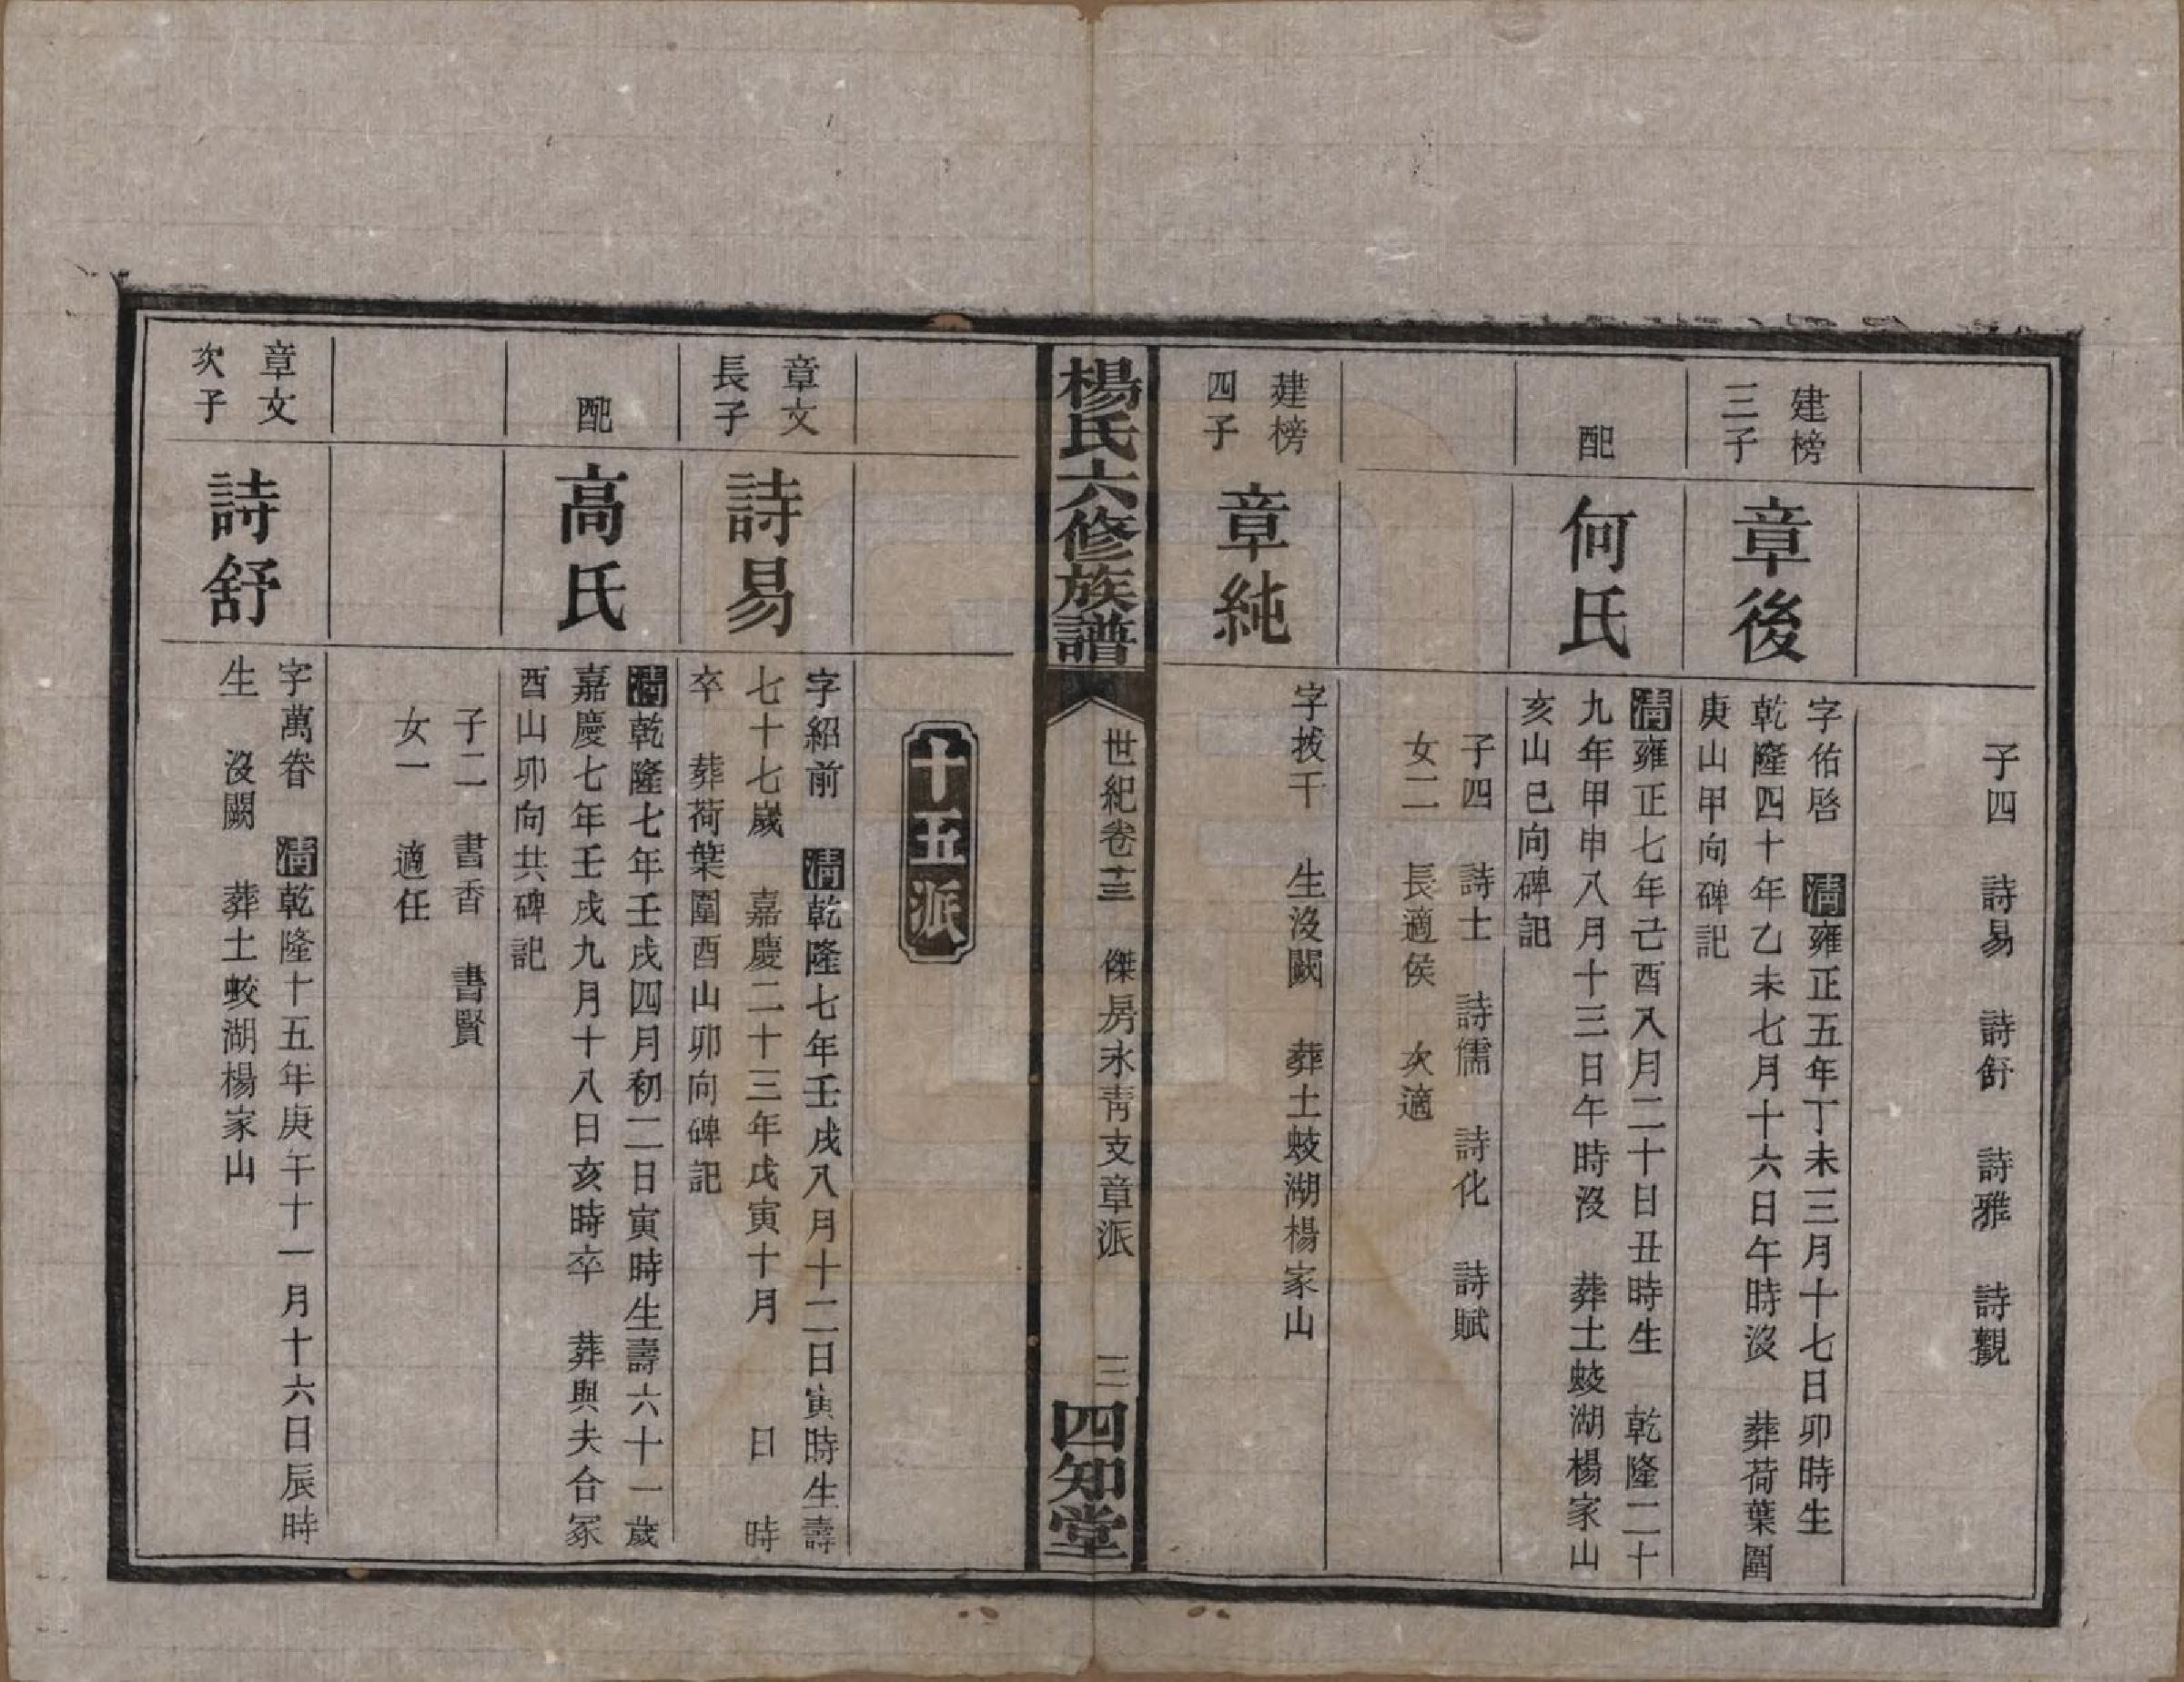 子四　詩易　詩舒　詩雅　詩觀
建榜
三子
章後
字佑啓　清雍正五年丁未三月十七日卯時生
乾隆四十年乙未七月十六日午時沒　葬荷葉圍
庚山甲向碑記
配
何氏
清雍正七年己酉八月二十日丑時生　乾隆二十
九年甲申八月十三日午時沒　葬土蛟湖楊家山
亥山巳向碑記
子四　詩士　詩儒　詩化　詩賦
女二　長適侯　次適
建榜
四子
章純
字拔千　生沒闕　葬土蛟湖楊家山
楊氏六修族譜
世紀卷十三　傑房永靑支章派　三
四知堂
十五派
章文
長子
詩易
字紹前　清乾隆七年壬戌八月十二日寅時生壽
七十七歲　嘉慶二十三年戊寅十月　日　時
卒　葬荷葉圍酉山卯向碑記
配
高氏
清乾隆七年壬戌四月初二日寅時生壽六十一歲
嘉慶七年壬戌九月十八日亥時卒　葬與夫合冢
酉山卯向共碑記
子二　書香　書賢
女一　適任
章文
次子
詩舒
字萬卷　清乾隆十五年庚午十一月十六日辰時
生　沒闕　葬土蛟湖楊家山